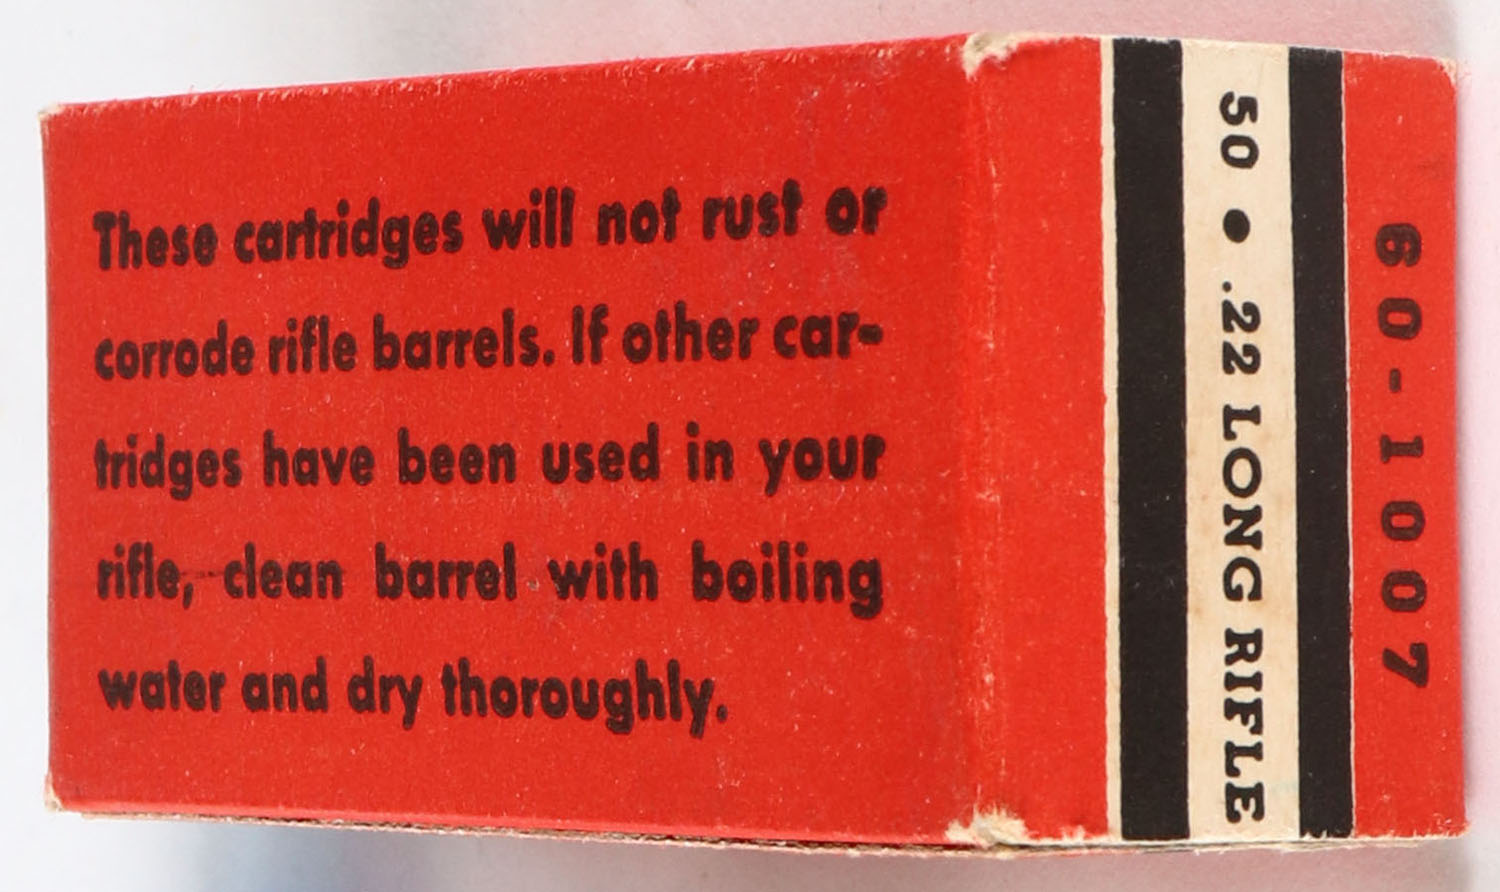 These cartridges will not rust or
corrode rifle barrels. If other car-
tridges have been used in your
rifle, clean barrel with boiling
water and dry thoroughly.
50 • .22 LONG RIFLE
60-1007